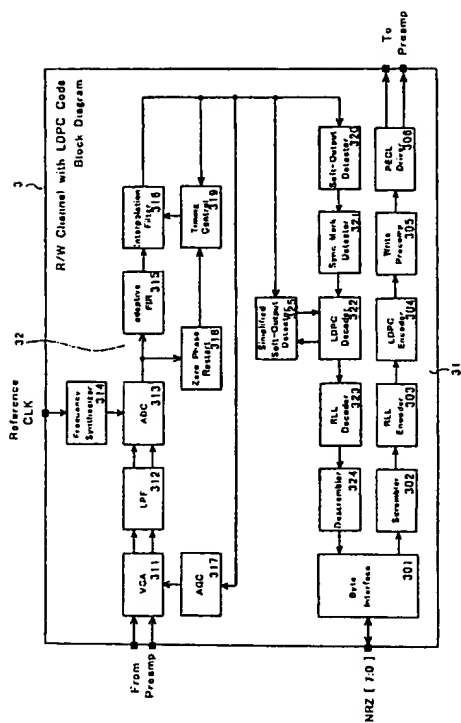 R/W Channel with LDPC Code
Block Diagram
3
32
31
Reference
CLK
Frequency
Synthesizer
314
From
Preamp
VGA
311
LPF
312
ADC
313
adaptive
FIR
315
Interpolation
Filter
316
AGC
317
Zero Phase
Restart
318
Timing
Control
319
Simplified
Soft-Output
Detector
325
Soft-Output
Detector
320
Sync Mark
Detector
321
LDPC
Decoder
322
RLL
Decoder
323
Descrambler
324
Byte
Interface
301
NRZ [ 7:0 ]
Scrambler
302
RLL
Encoder
303
LDPC
Encoder
304
Write
Precomp
305
PECL
Driver
306
To
Preamp